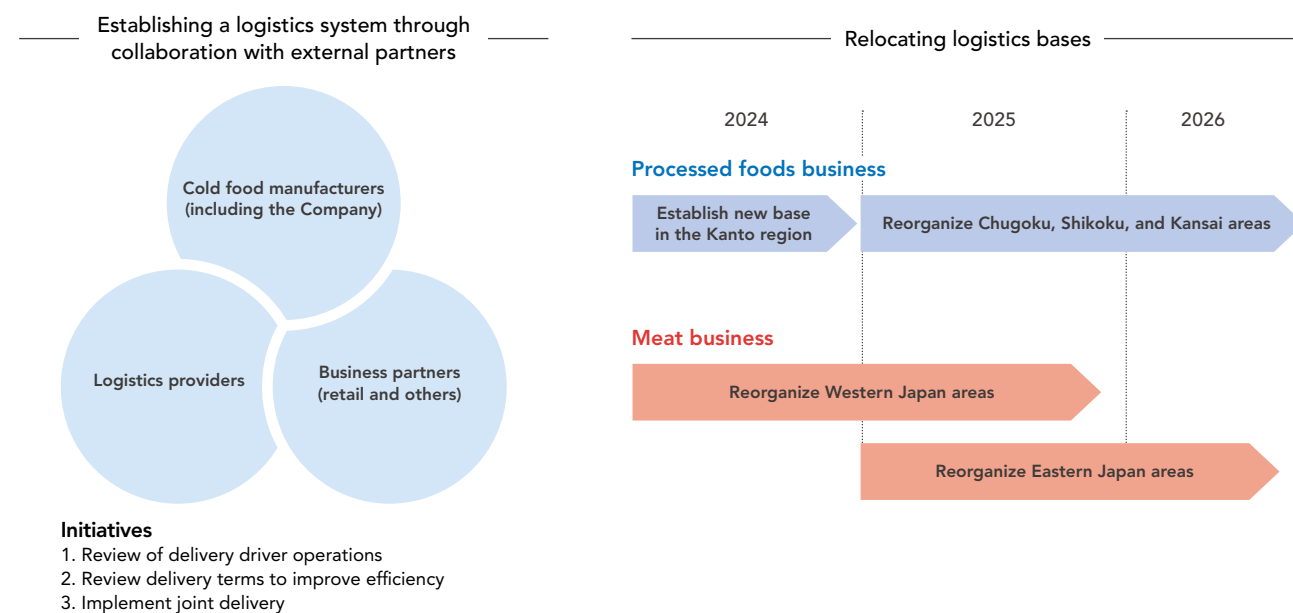 Establishing a logistics system through
collaboration with external partners
Cold food manufacturers
(including the Company)
Logistics providers
Business partners
(retail and others)
Initiatives
1. Review of delivery driver operations
2. Review delivery terms to improve efficiency
3. Implement joint delivery
Relocating logistics bases
2024
2025
2026
Processed foods business
Establish new base
in the Kanto region
Reorganize Chugoku, Shikoku, and Kansai areas
Meat business
Reorganize Western Japan areas
Reorganize Eastern Japan areas